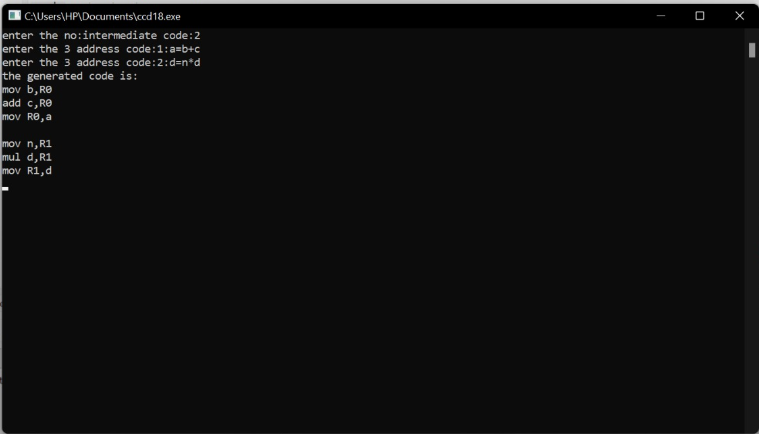 C:\Users\HP\Documents\ccd18.exe
enter the no:intermediate code:2
enter the 3 address code:1:a=b+c
enter the 3 address code:2:d=n*d
the generated code is:
mov b,R0
add c,R0
mov R0,a
mov n,R1
mul d,R1
mov R1,d